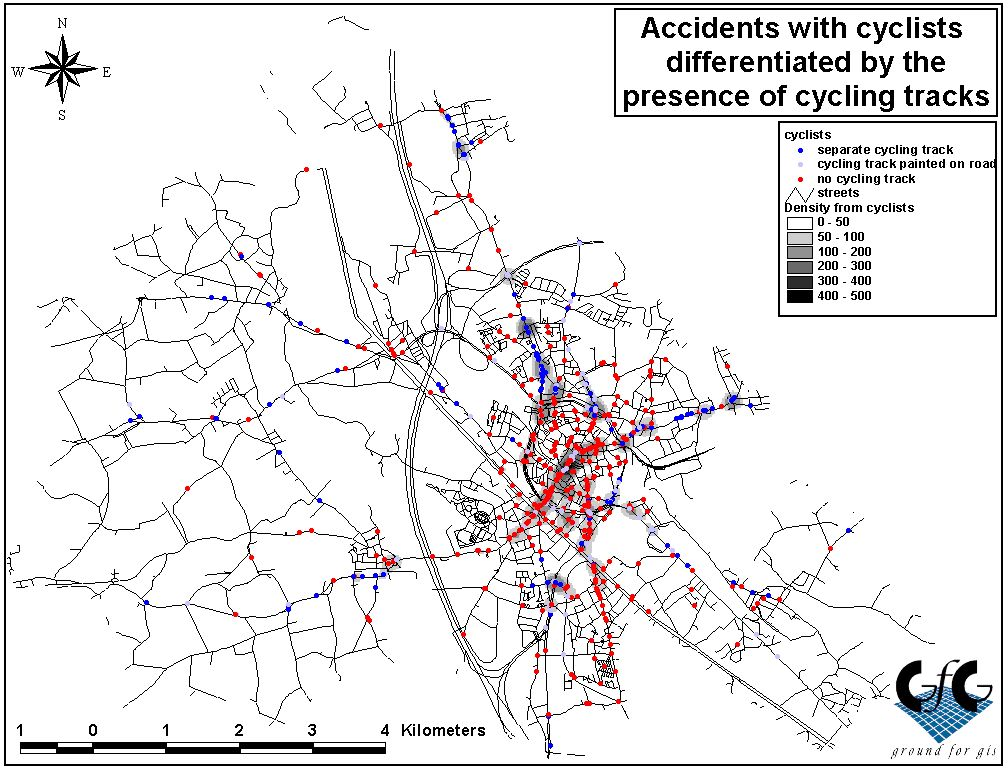 N
W E
S
Accidents with cyclists
differentiated by the
presence of cycling tracks
cyclists
separate cycling track
cycling track painted on road
no cycling track
streets
Density from cyclists
0 - 50
50 - 100
100 - 200
200 - 300
300 - 400
400 - 500
1 0 1 2 3 4 Kilometers
GfG
ground for gis